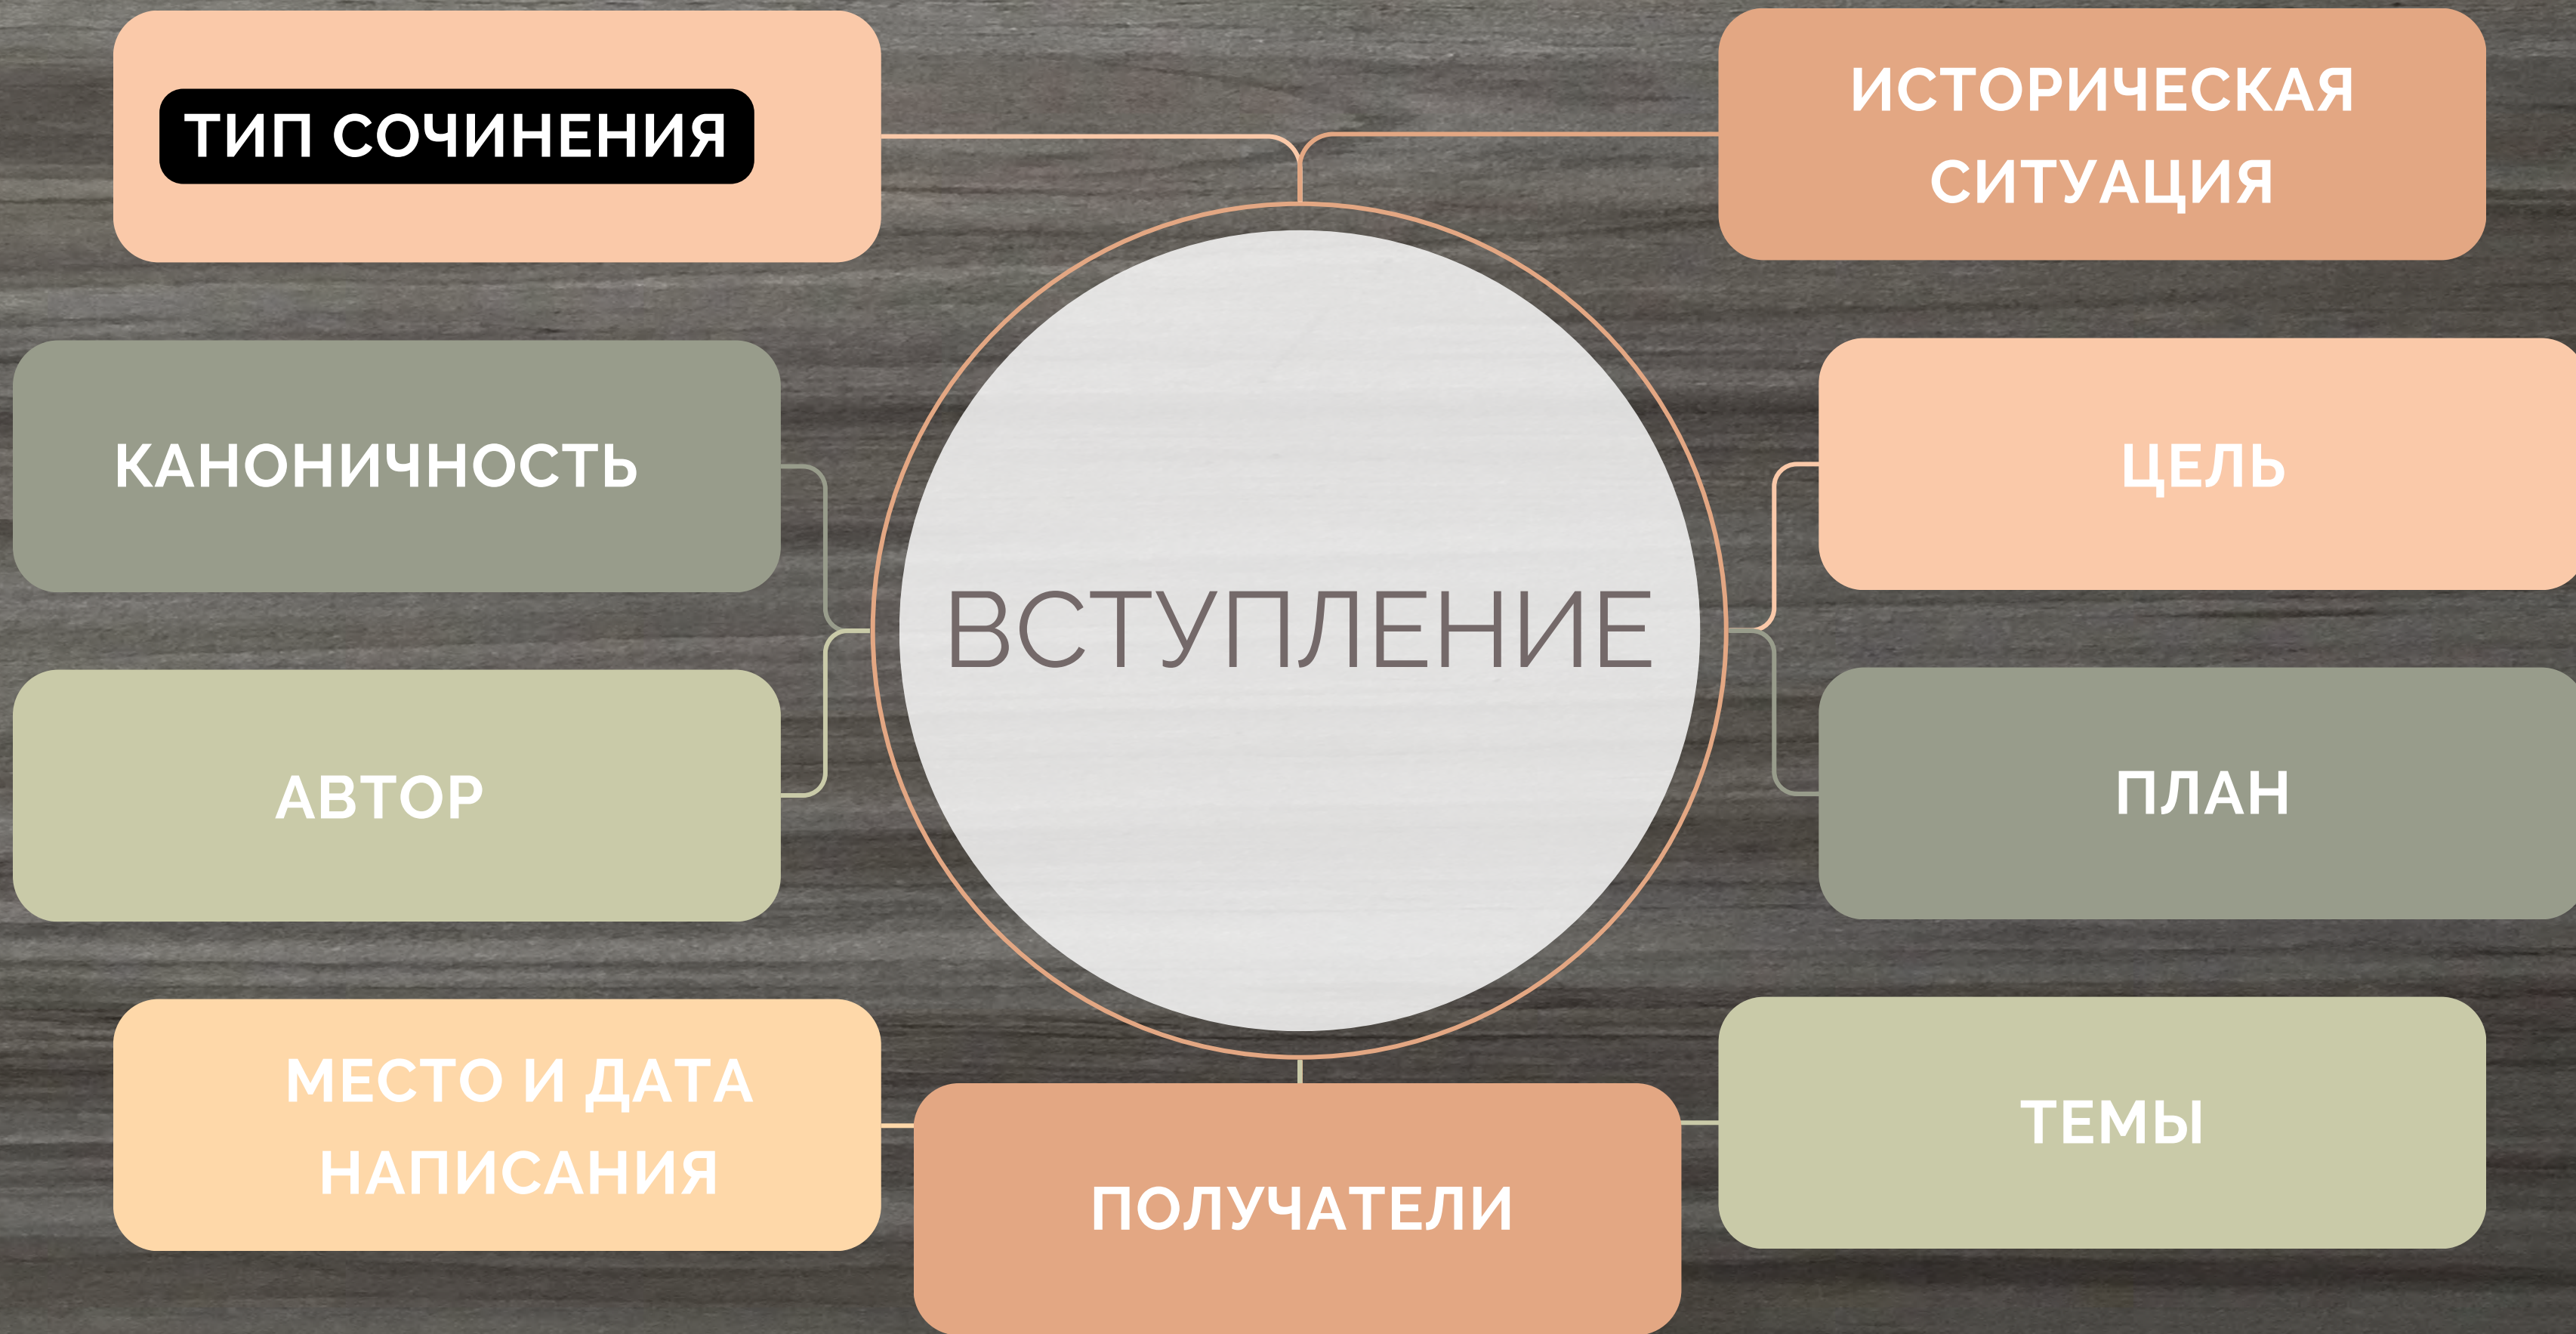 ТИП СОЧИНЕНИЯ
ИСТОРИЧЕСКАЯ
СИТУАЦИЯ
КАНОНИЧНОСТЬ
ЦЕЛЬ
ВСТУПЛЕНИЕ
АВТОР
ПЛАН
МЕСТО И ДАТА
НАПИСАНИЯ
ПОЛУЧАТЕЛИ
ТЕМЫ